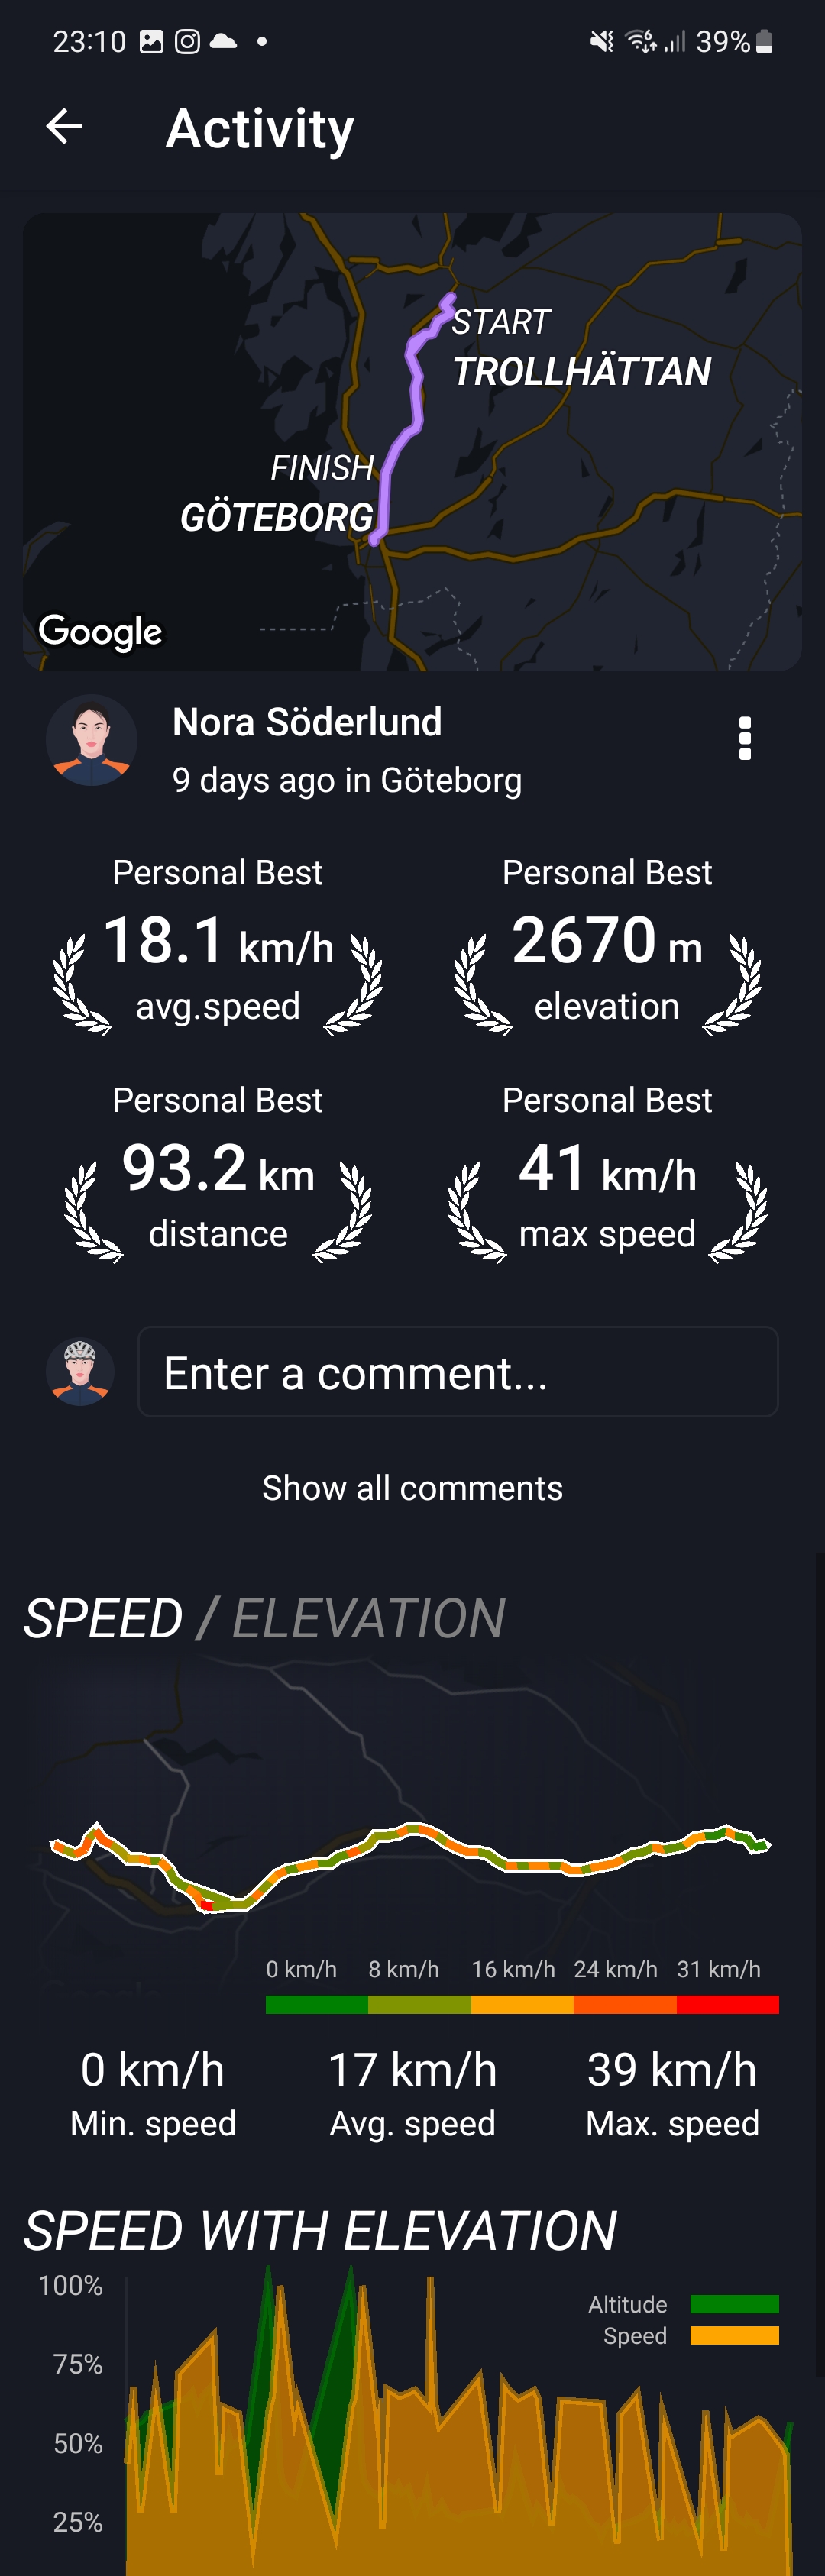 23:10 39%
Activity
START
TROLLHÄTTAN
FINISH
GÖTEBORG
Google
Nora Söderlund
9 days ago in Göteborg
Personal Best
18.1 km/h
avg.speed
Personal Best
2670 m
elevation
Personal Best
93.2 km
distance
Personal Best
41 km/h
max speed
Enter a comment...
Show all comments
SPEED / ELEVATION
0 km/h 8 km/h 16 km/h 24 km/h 31 km/h
0 km/h 17 km/h 39 km/h
Min. speed Avg. speed Max. speed
SPEED WITH ELEVATION
100%
75%
50%
25%
Altitude
Speed